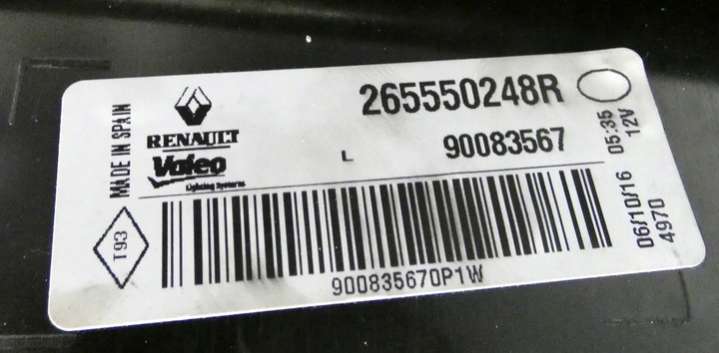 MADE IN SPAIN
RENAULT
Valeo
Lighting Systems
265550248R
L
90083567
T93
900835670P1W
06/10/16 05:35
4970 12V